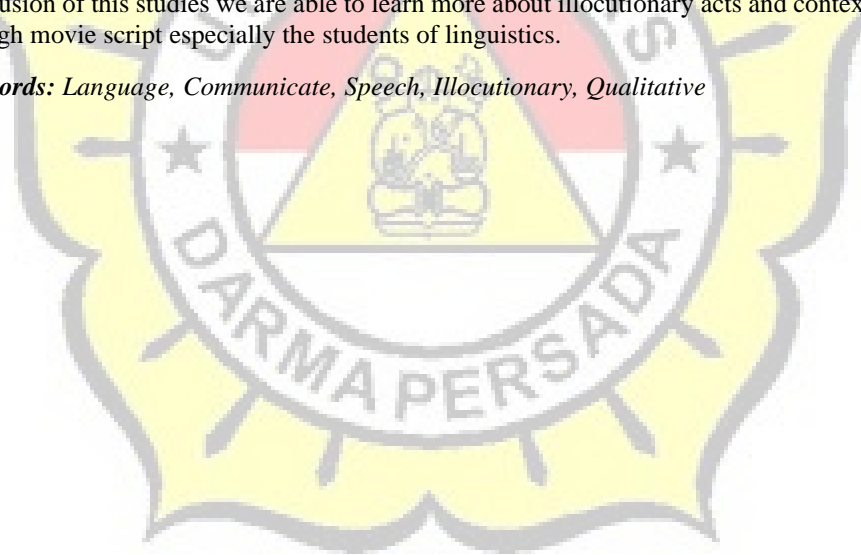 usion of this studies we are able to learn more about illocutionary acts and contex
gh movie script especially the students of linguistics.
ords: Language, Communicate, Speech, Illocutionary, Qualitative
DARMA PERSADA